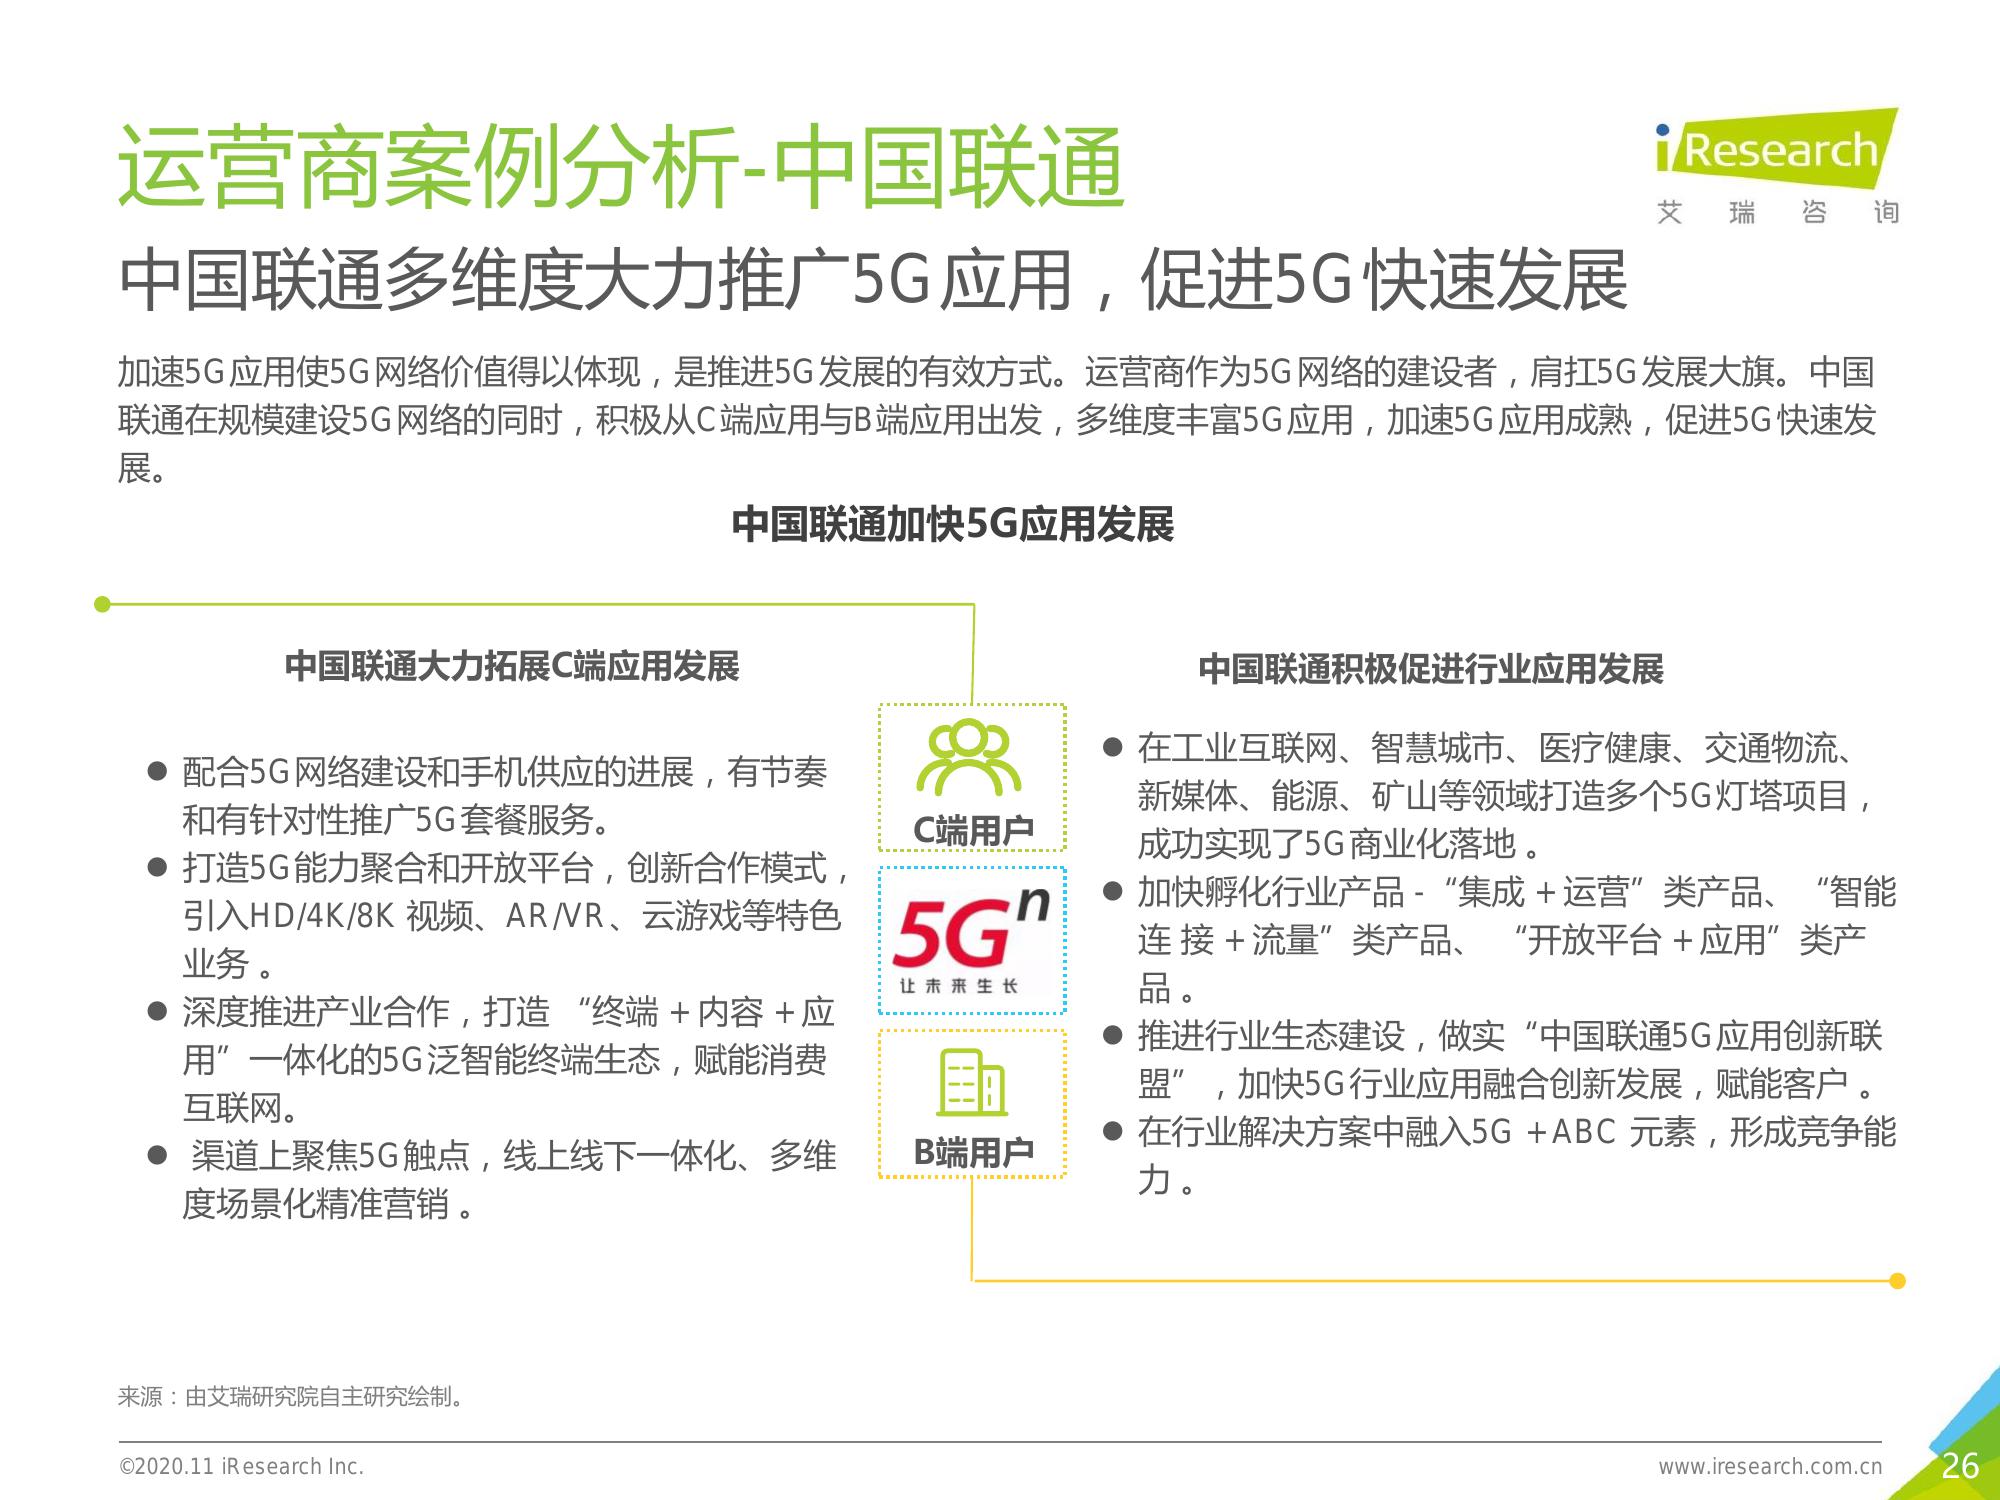 运营商案例分析-中国联通
iResearch
艾瑞咨询
中国联通多维度大力推广5G应用，促进5G快速发展
加速5G应用使5G网络价值得以体现，是推进5G发展的有效方式。运营商作为5G网络的建设者，肩扛5G发展大旗。中国
联通在规模建设5G网络的同时，积极从C端应用与B端应用出发，多维度丰富5G应用，加速5G应用成熟，促进5G快速发
展。
中国联通加快5G应用发展
中国联通大力拓展C端应用发展
● 配合5G网络建设和手机供应的进展，有节奏
和有针对性推广5G套餐服务。
● 打造5G能力聚合和开放平台，创新合作模式，
引入HD/4K/8K 视频、AR/VR、云游戏等特色
业务 。
● 深度推进产业合作，打造 “终端 + 内容 + 应
用” 一体化的5G泛智能终端生态，赋能消费
互联网。
● 渠道上聚焦5G触点，线上线下一体化、多维
度场景化精准营销 。
C端用户
5Gn
让未来生长
B端用户
中国联通积极促进行业应用发展
● 在工业互联网、智慧城市、医疗健康、交通物流、
新媒体、能源、矿山等领域打造多个5G灯塔项目，
成功实现了5G商业化落地 。
● 加快孵化行业产品 - “集成 + 运营” 类产品、 “智能
连 接 + 流量” 类产品、 “开放平台 + 应用” 类产
品 。
● 推进行业生态建设，做实 “中国联通5G应用创新联
盟” ，加快5G行业应用融合创新发展，赋能客户 。
● 在行业解决方案中融入5G +ABC 元素，形成竞争能
力 。
来源：由艾瑞研究院自主研究绘制。
©2020.11 iResearch Inc.
www.iresearch.com.cn
26